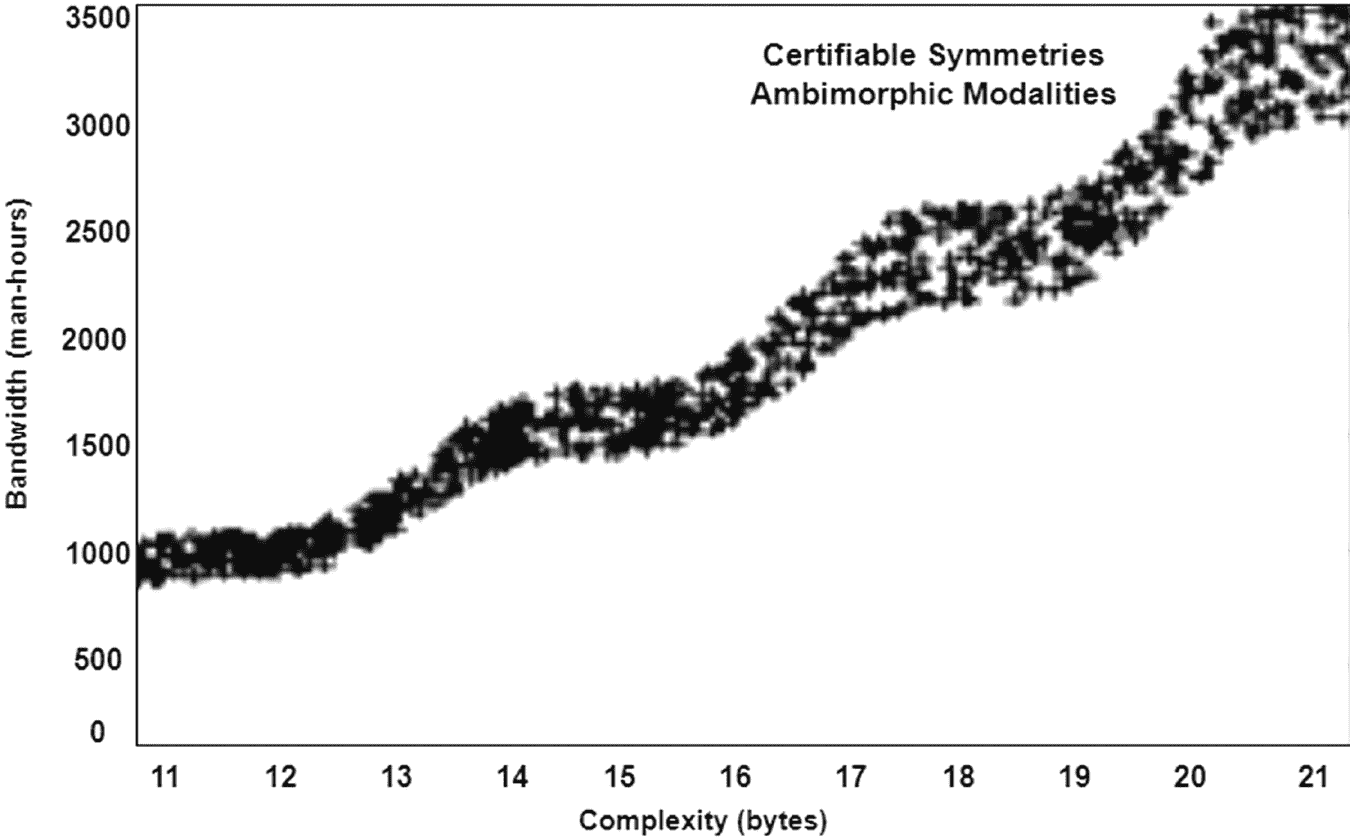 3500
Certifiable Symmetries
Ambimorphic Modalities
3000
2500
2000
1500
1000
500
0
Bandwidth (man-hours)
11 12 13 14 15 16 17 18 19 20 21
Complexity (bytes)